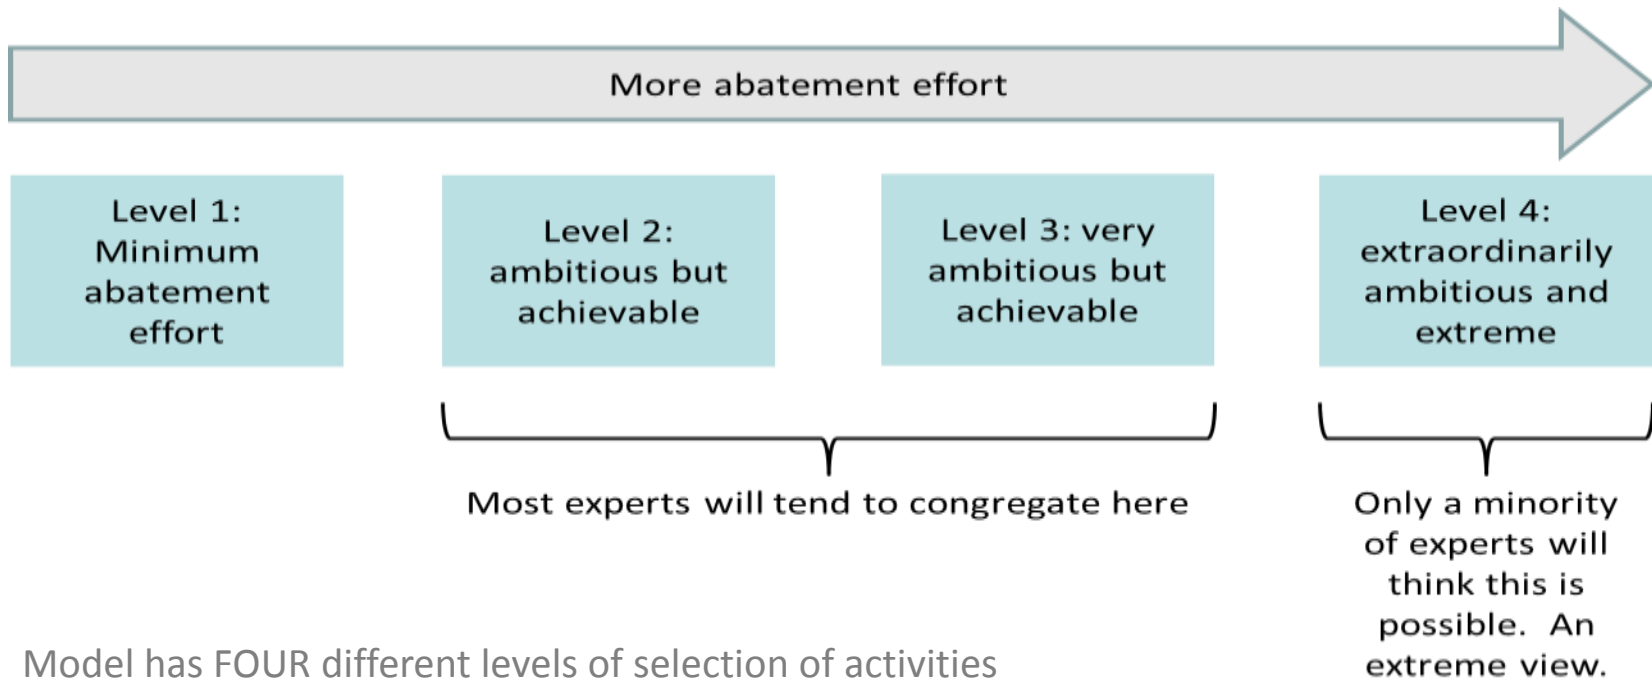 More abatement effort
Level 1:
Minimum
abatement
effort
Level 2:
ambitious but
achievable
Level 3: very
ambitious but
achievable
Level 4:
extraordinarily
ambitious and
extreme
Most experts will tend to congregate here
Only a minority
of experts will
think this is
possible. An
extreme view.
Model has FOUR different levels of selection of activities